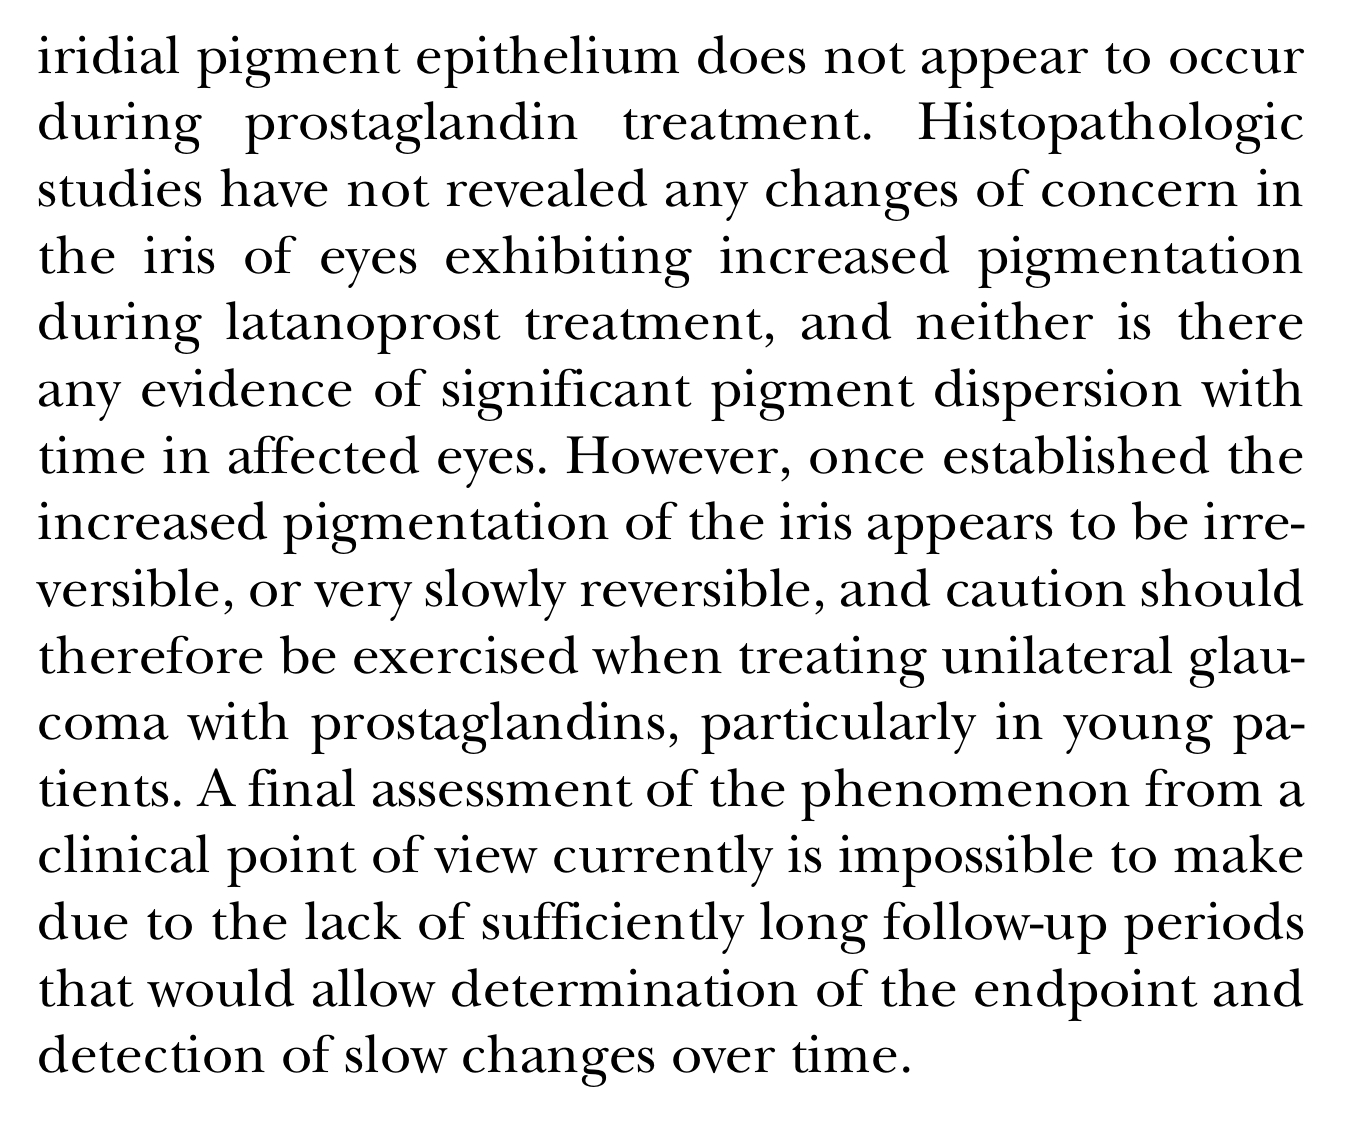 iridial pigment epithelium does not appear to occur
during prostaglandin treatment. Histopathologic
studies have not revealed any changes of concern in
the iris of eyes exhibiting increased pigmentation
during latanoprost treatment, and neither is there
any evidence of significant pigment dispersion with
time in affected eyes. However, once established the
increased pigmentation of the iris appears to be irre-
versible, or very slowly reversible, and caution should
therefore be exercised when treating unilateral glau-
coma with prostaglandins, particularly in young pa-
tients. A final assessment of the phenomenon from a
clinical point of view currently is impossible to make
due to the lack of sufficiently long follow-up periods
that would allow determination of the endpoint and
detection of slow changes over time.